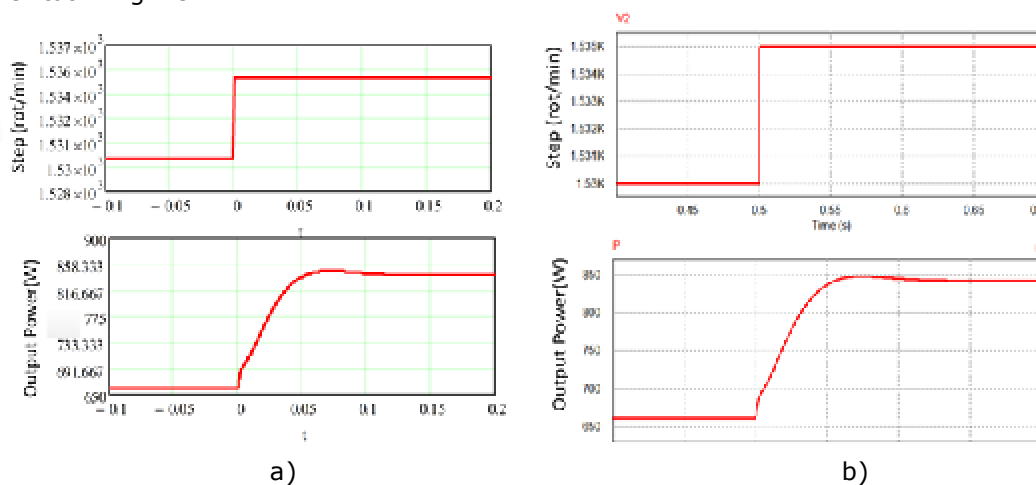 V2
1.537×10³
1.536×10³
1.534×10³
1.532×10³
1.531×10³
1.53×10³
1.528×10³
Step [rot/min]
−0.1 −0.05 0 0.05 0.1 0.15 0.2
t
1.535K
1.534K
1.533K
1.532K
1.531K
1.53K
Step [rot/min]
0.45 0.5 0.55 0.6 0.65
Time (s)
900
858.333
816.667
775
733.333
691.667
650
Output Power[W]
−0.1 −0.05 0 0.05 0.1 0.15 0.2
t
P
850
800
750
700
650
Output Power[W]
a)
b)